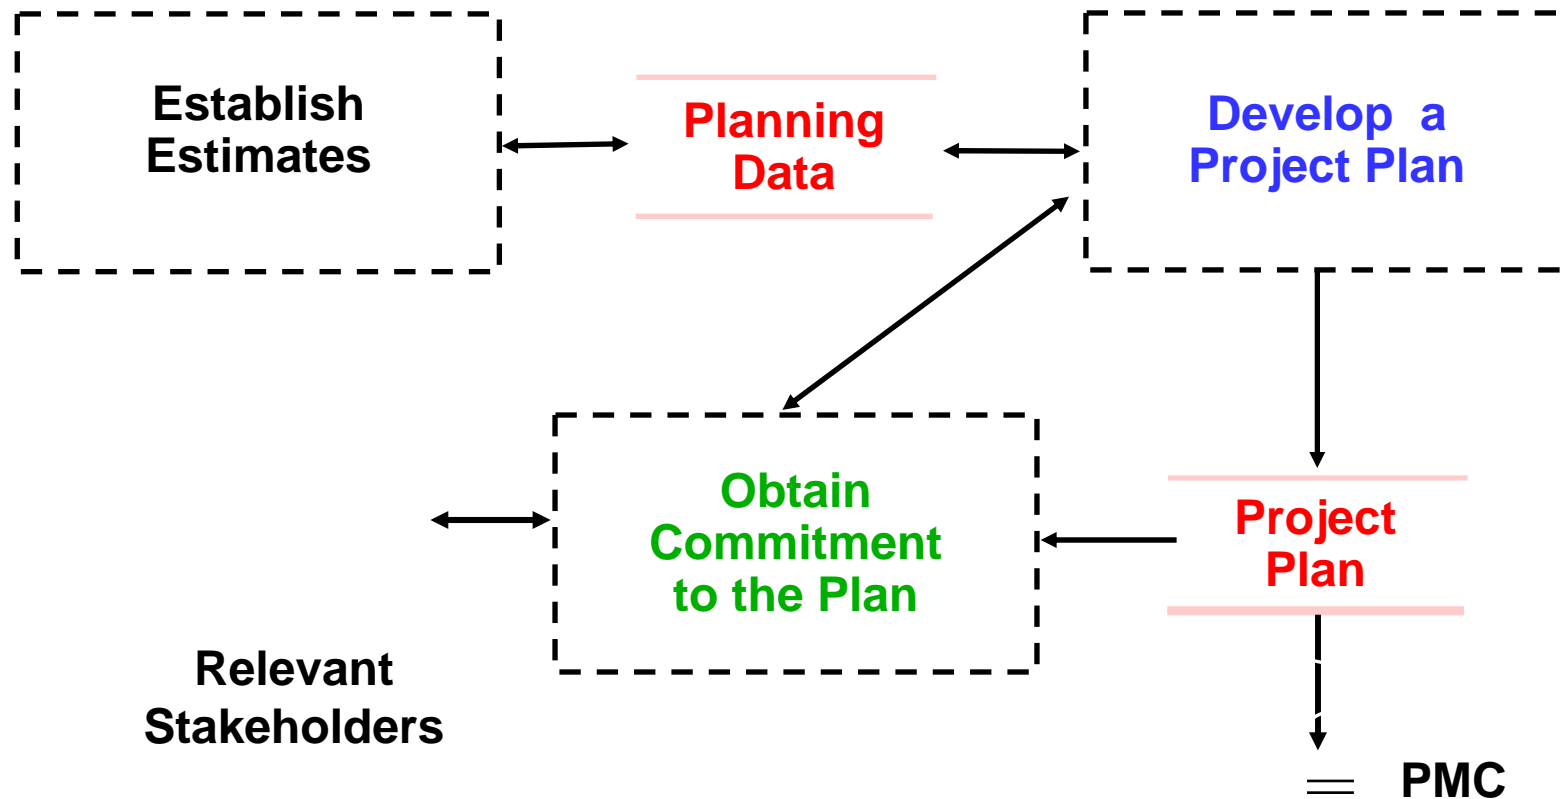 Establish
Estimates
Planning
Data
Develop a
Project Plan
Obtain
Commitment
to the Plan
Project
Plan
Relevant
Stakeholders
PMC